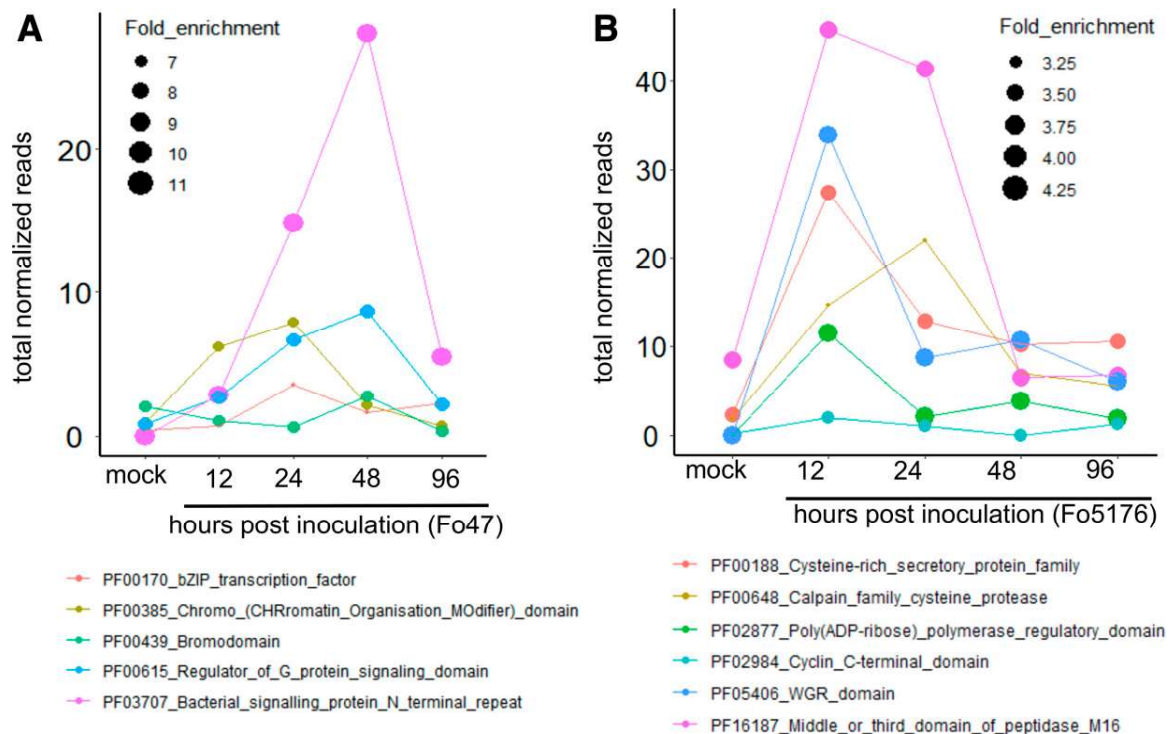 A
Fold_enrichment
7
8
9
10
11
20
10
0
total normalized reads
mock
12
24
48
96
hours post inoculation (Fo47)
PF00170_bZIP_transcription_factor
PF00385_Chromo_(CHRromatin_Organisation_MOdifier)_domain
PF00439_Bromodomain
PF00615_Regulator_of_G_protein_signaling_domain
PF03707_Bacterial_signalling_protein_N_terminal_repeat
B
Fold_enrichment
3.25
3.50
3.75
4.00
4.25
40
30
20
10
0
total normalized reads
mock
12
24
48
96
hours post inoculation (Fo5176)
PF00188_Cysteine-rich_secretory_protein_family
PF00648_Calpain_family_cysteine_protease
PF02877_Poly(ADP-ribose)_polymerase_regulatory_domain
PF02984_Cyclin_C-terminal_domain
PF05406_WGR_domain
PF16187_Middle_or_third_domain_of_peptidase_M16